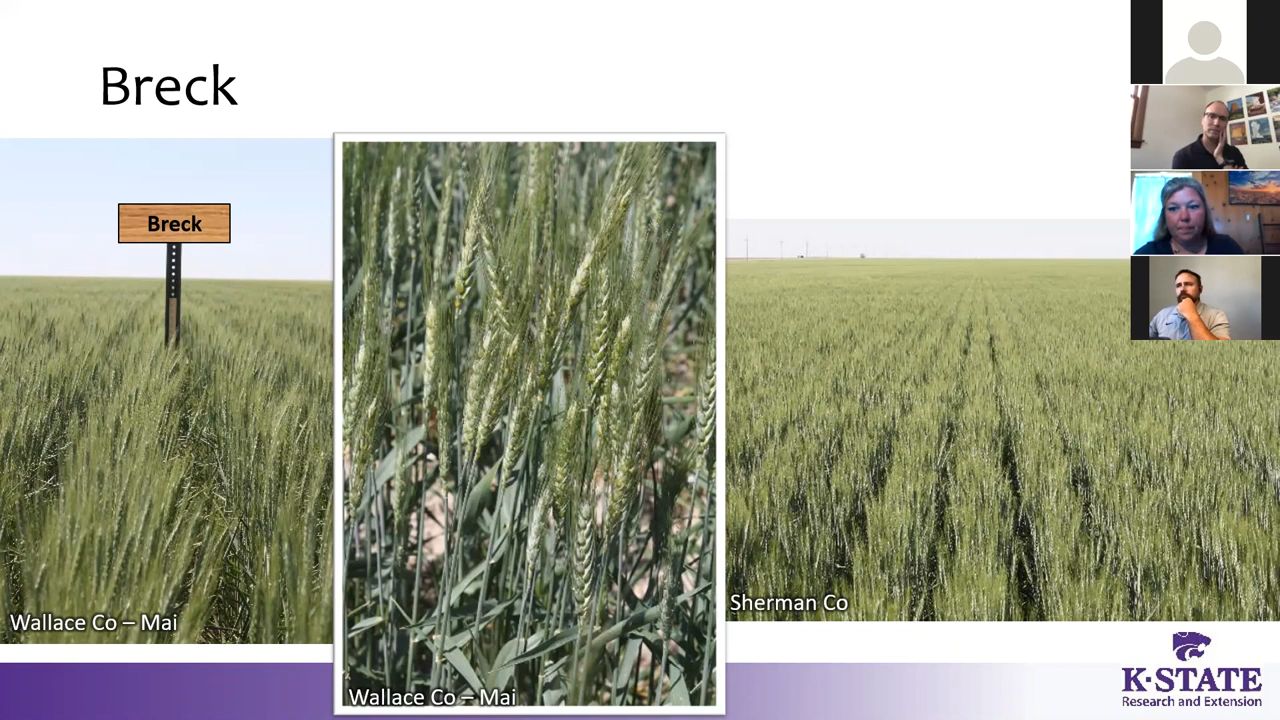 Breck
Breck
Wallace Co – Mai
Wallace Co – Mai
Sherman Co
K-STATE
Research and Extension